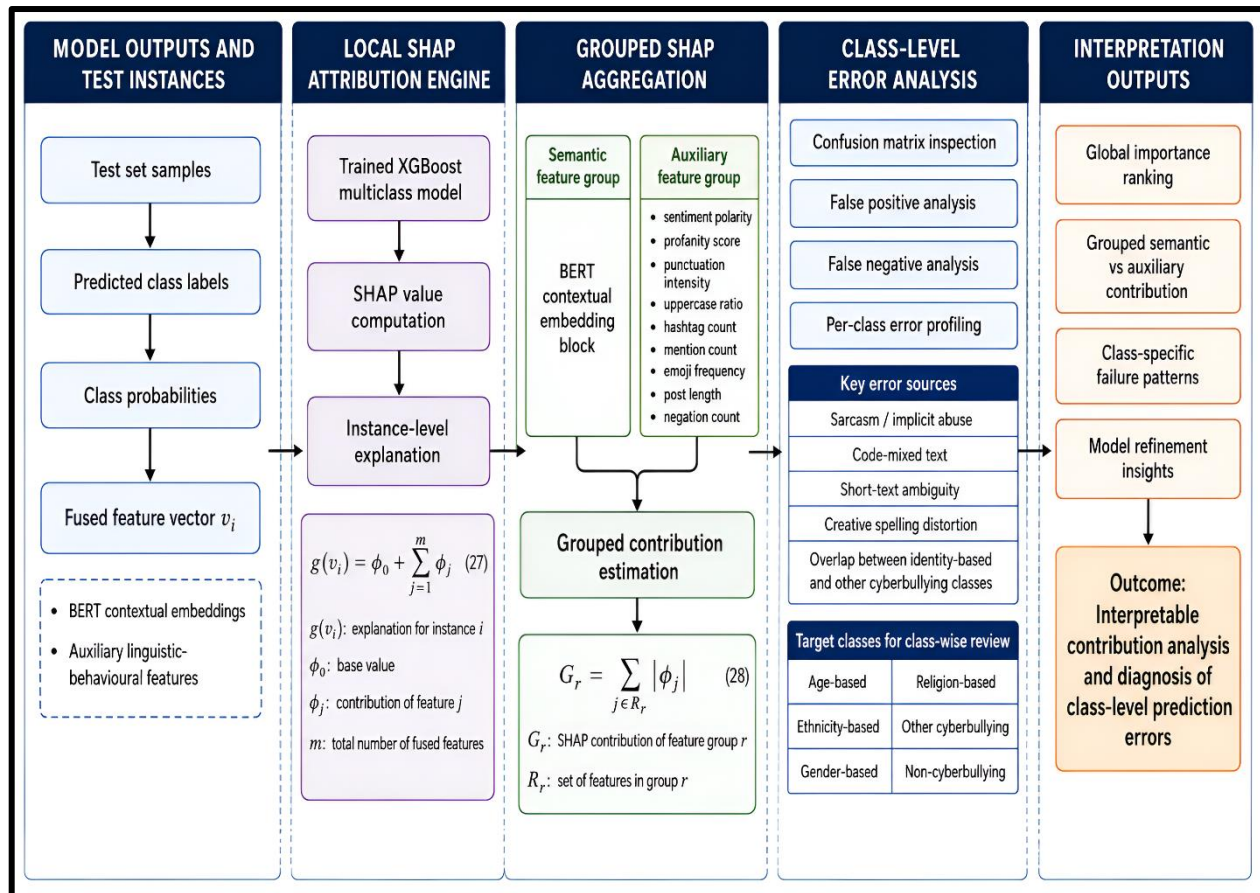 MODEL OUTPUTS AND
TEST INSTANCES
Test set samples
Predicted class labels
Class probabilities
Fused feature vector v_i
• BERT contextual embeddings
• Auxiliary linguistic-
behavioural features
LOCAL SHAP
ATTRIBUTION ENGINE
Trained XGBoost
multiclass model
SHAP value
computation
Instance-level
explanation
g(v_i) = ϕ_0 + ∑_{j=1}^{m} ϕ_j (27)
g(v_i): explanation for instance i
ϕ_0: base value
ϕ_j: contribution of feature j
m: total number of fused features
GROUPED SHAP
AGGREGATION
Semantic
feature group
BERT
contextual
embedding
block
Auxiliary
feature group
• sentiment polarity
• profanity score
• punctuation
intensity
• uppercase ratio
• hashtag count
• mention count
• emoji frequency
• post length
• negation count
Grouped contribution
estimation
G_r = ∑_{j∈R_r} |ϕ_j| (28)
G_r: SHAP contribution of feature group r
R_r: set of features in group r
CLASS-LEVEL
ERROR ANALYSIS
Confusion matrix inspection
False positive analysis
False negative analysis
Per-class error profiling
Key error sources
Sarcasm / implicit abuse
Code-mixed text
Short-text ambiguity
Creative spelling distortion
Overlap between identity-based
and other cyberbullying classes
Target classes for class-wise review
Age-based Religion-based
Ethnicity-based Other cyberbullying
Gender-based Non-cyberbullying
INTERPRETATION
OUTPUTS
Global importance
ranking
Grouped semantic
vs auxiliary
contribution
Class-specific
failure patterns
Model refinement
insights
Outcome:
Interpretable
contribution analysis
and diagnosis of
class-level prediction
errors